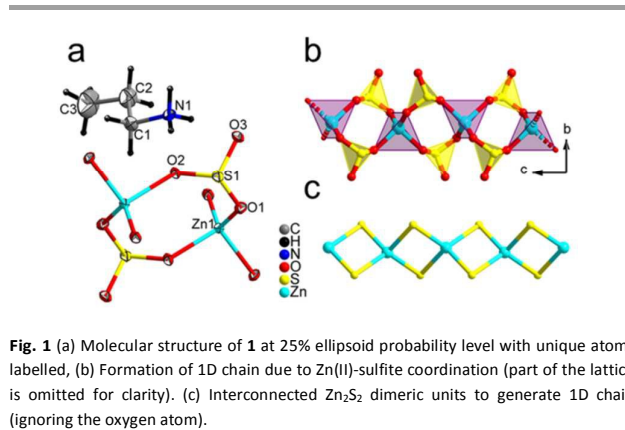 a
C2
C3
N1
C1
O3
O2
S1
O1
Zn1
C
H
N
O
S
Zn
b
b
c
c
Fig. 1 (a) Molecular structure of 1 at 25% ellipsoid probability level with unique atom
labelled, (b) Formation of 1D chain due to Zn(II)-sulfite coordination (part of the lattic
is omitted for clarity). (c) Interconnected Zn₂S₂ dimeric units to generate 1D chai
(ignoring the oxygen atom).